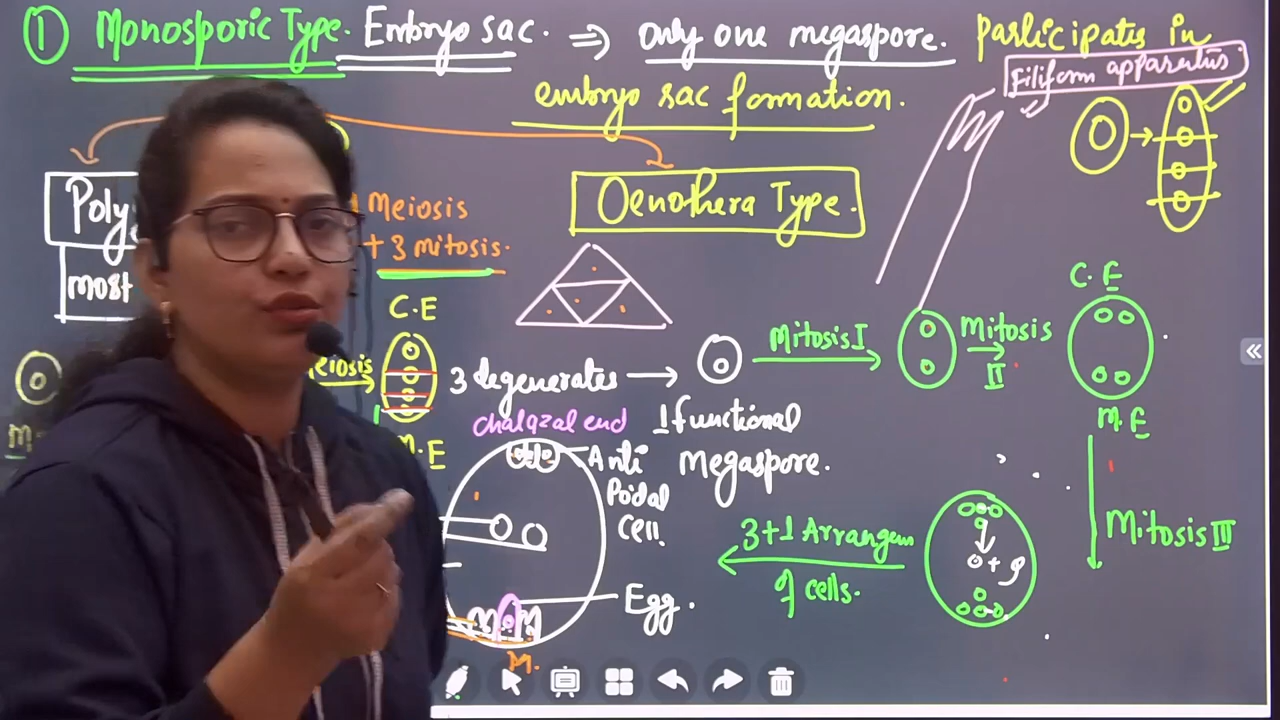 ① Monosporic Type. Embryo sac. ⇒ only one megaspore. Participates in
embryo sac formation.
Filiform apparatus
Poly
most
Meiosis
+ 3 mitosis.
Oenothera Type.
C.E
eiosis
M.E
3 degenerates →
1 functional
Megaspore.
Mitosis I
Mitosis
II
C.E
M.E
Mitosis III
3+1 Arrangem
of cells.
chalazal end
Anti
Podal
cell.
Egg.
M.